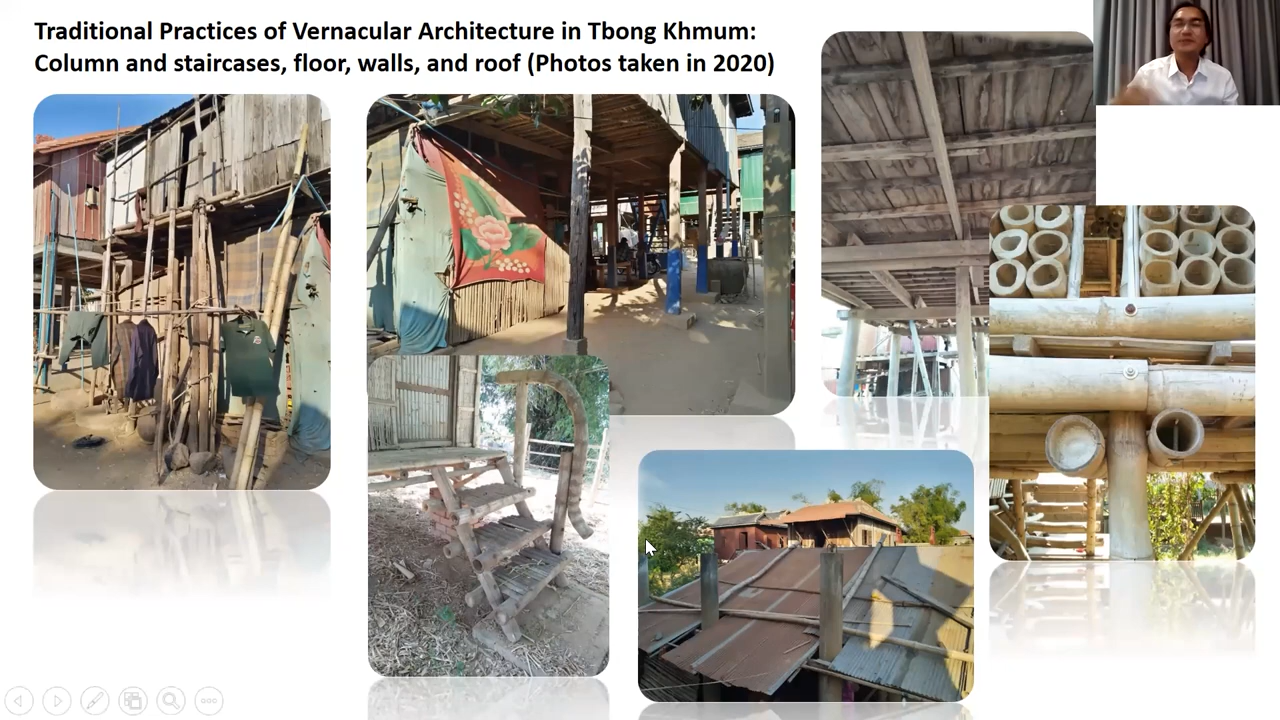 Traditional Practices of Vernacular Architecture in Tbong Khmum:
Column and staircases, floor, walls, and roof (Photos taken in 2020)